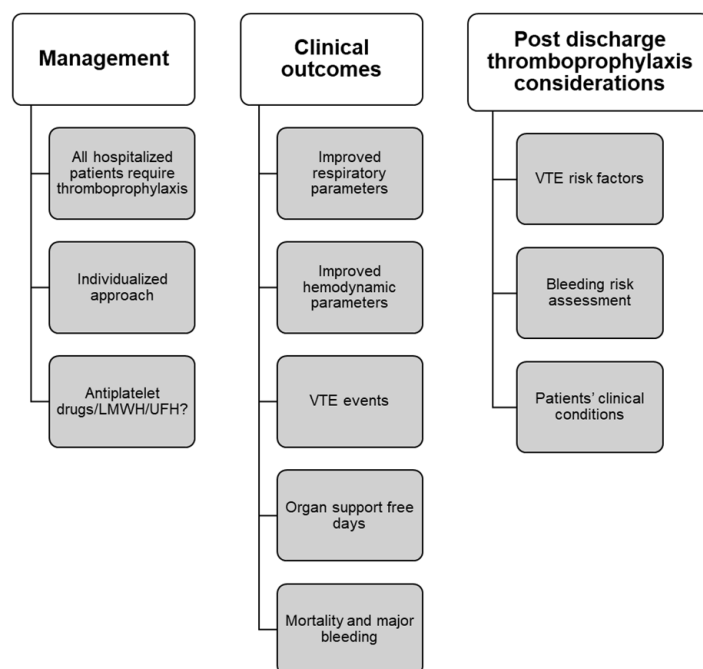 Management
All hospitalized
patients require
thromboprophylaxis
Individualized
approach
Antiplatelet
drugs/LMWH/UFH?
Clinical
outcomes
Improved
respiratory
parameters
Improved
hemodynamic
parameters
VTE events
Organ support free
days
Mortality and major
bleeding
Post discharge
thromboprophylaxis
considerations
VTE risk factors
Bleeding risk
assessment
Patients’ clinical
conditions